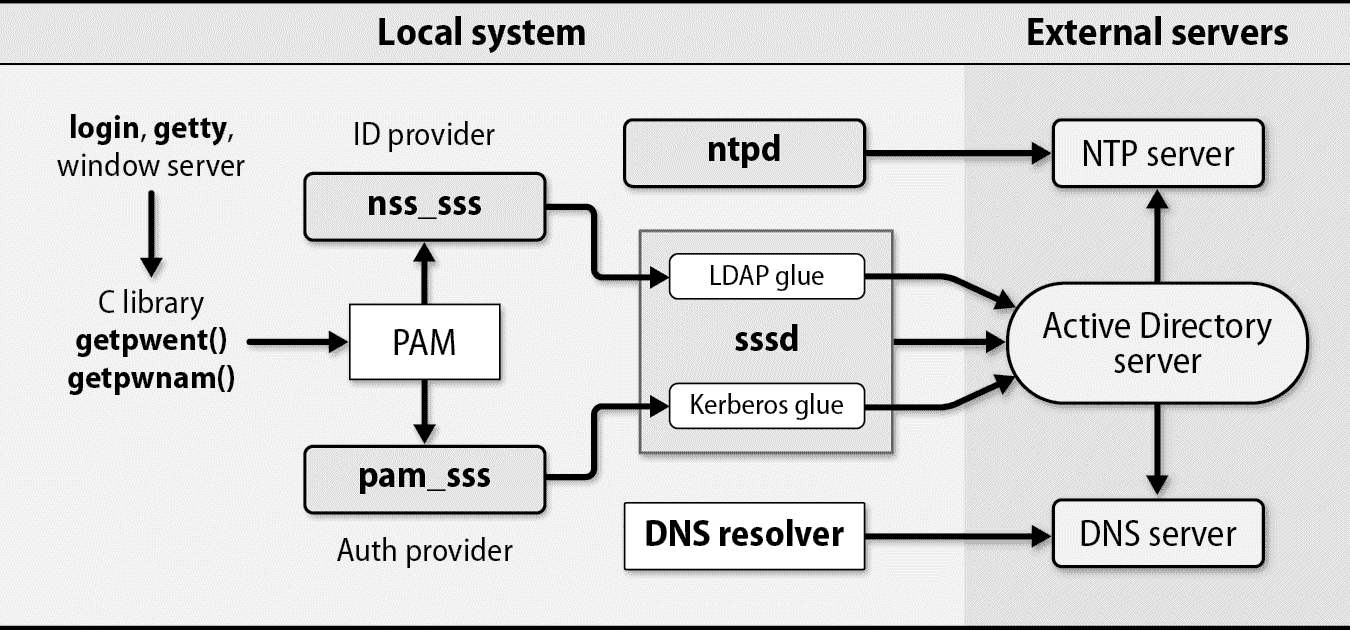 Local system
External servers
login, getty,
window server
ID provider
nss_sss
C library
getpwent()
getpwnam()
PAM
pam_sss
Auth provider
ntpd
LDAP glue
sssd
Kerberos glue
DNS resolver
NTP server
Active Directory
server
DNS server